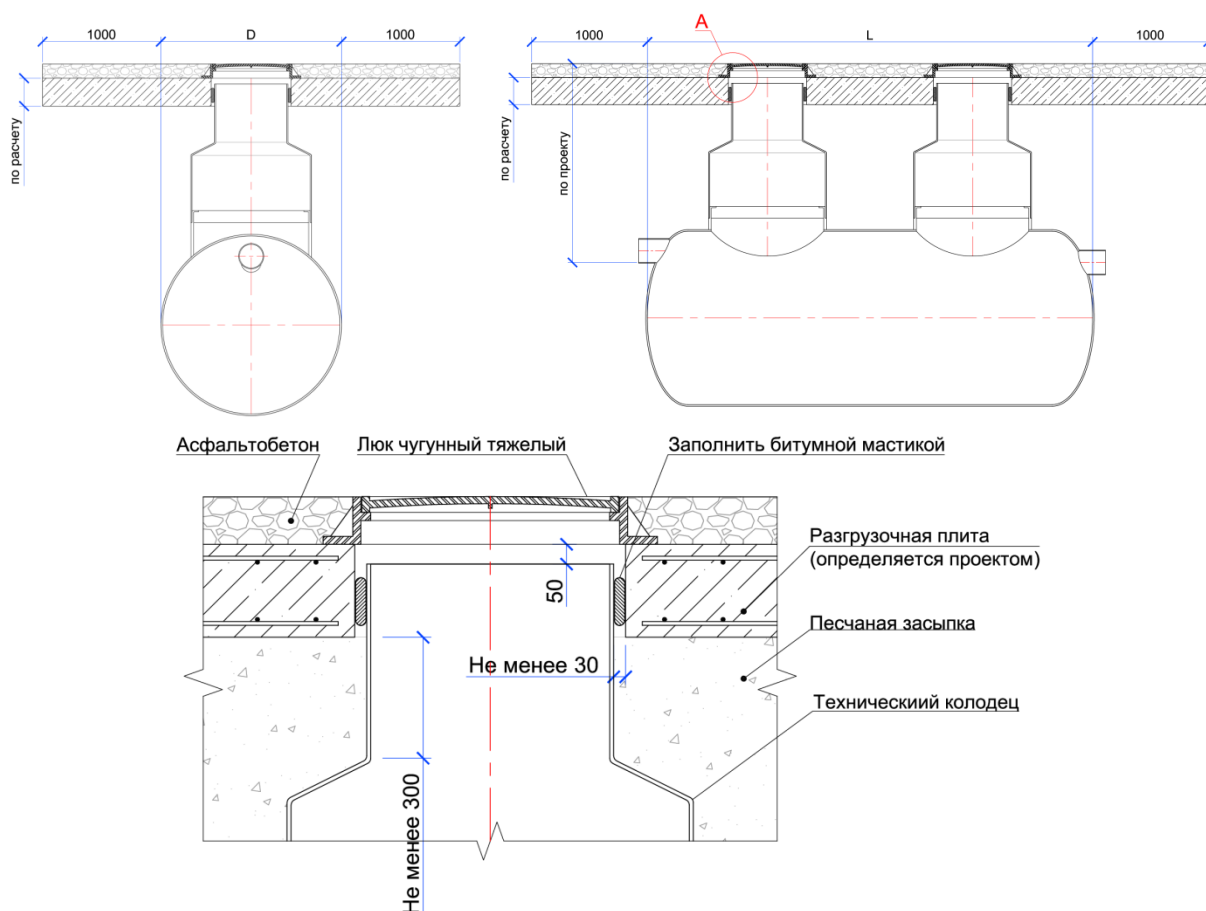 1000
D
1000
по расчету
A
1000
L
1000
по расчету
по проекту
Асфальтобетон
Люк чугунный тяжелый
Заполнить битумной мастикой
Разгрузочная плита
(определяется проектом)
50
Песчаная засыпка
Не менее 30
Техническиий колодец
Не менее 300